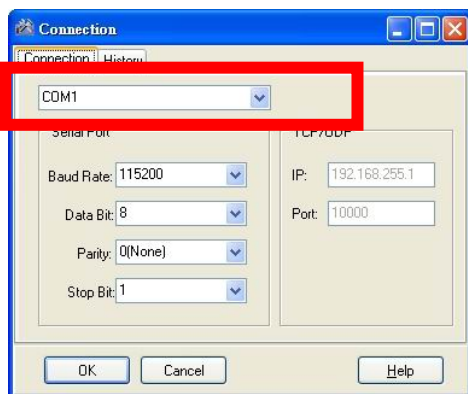 Connection
Connection History
COM1
Serial Port TCP/UDP
Baud Rate: 115200 IP: 192.168.255.1
Data Bit: 8 Port: 10000
Parity: 0(None)
Stop Bit: 1
OK Cancel Help